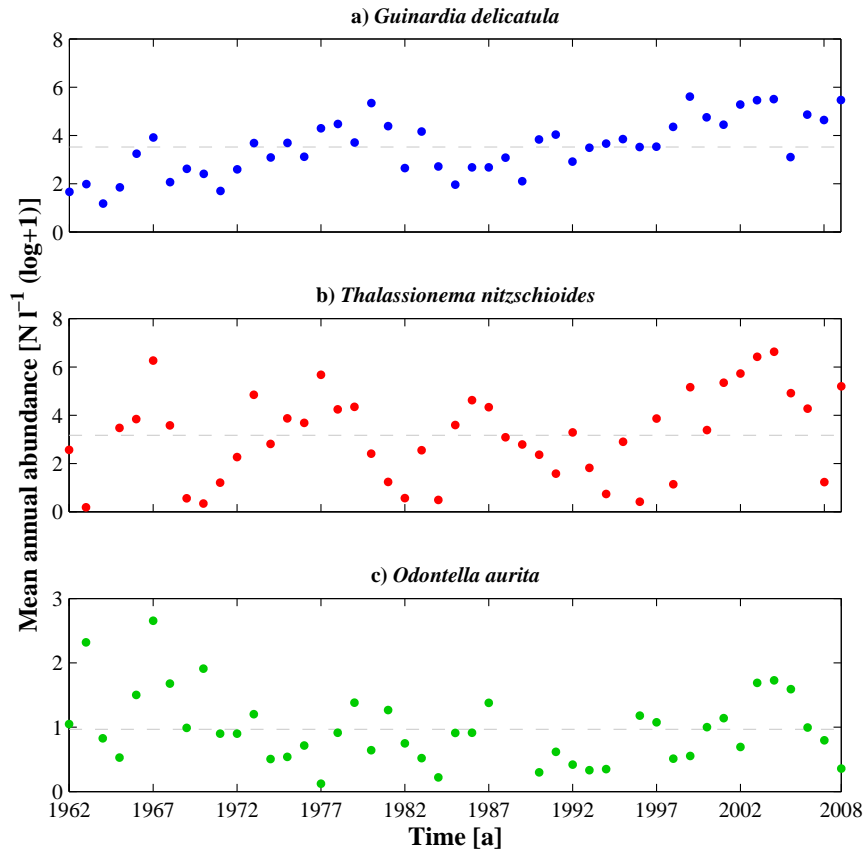 a) Guinardia delicatula
8
6
4
2
0
b) Thalassionema nitzschioides
8
6
4
2
0
Mean annual abundance [N l⁻¹ (log+1)]
c) Odontella aurita
3
2
1
0
1962 1967 1972 1977 1982 1987 1992 1997 2002 2008
Time [a]